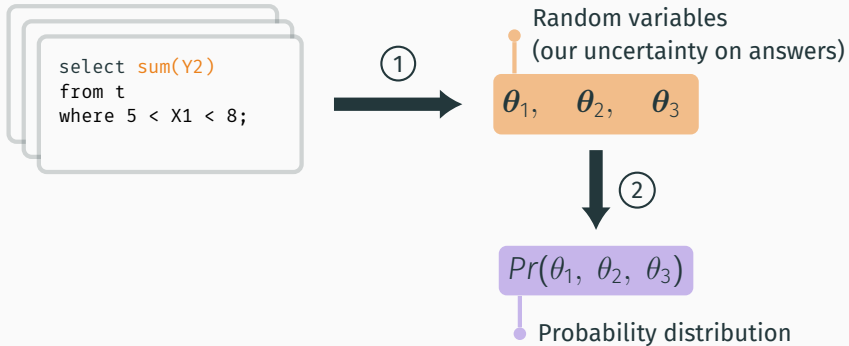 Random variables
(our uncertainty on answers)
select sum(Y2)
from t
where 5 < X1 < 8;
1
θ₁, θ₂, θ₃
2
Pr(θ₁, θ₂, θ₃)
Probability distribution